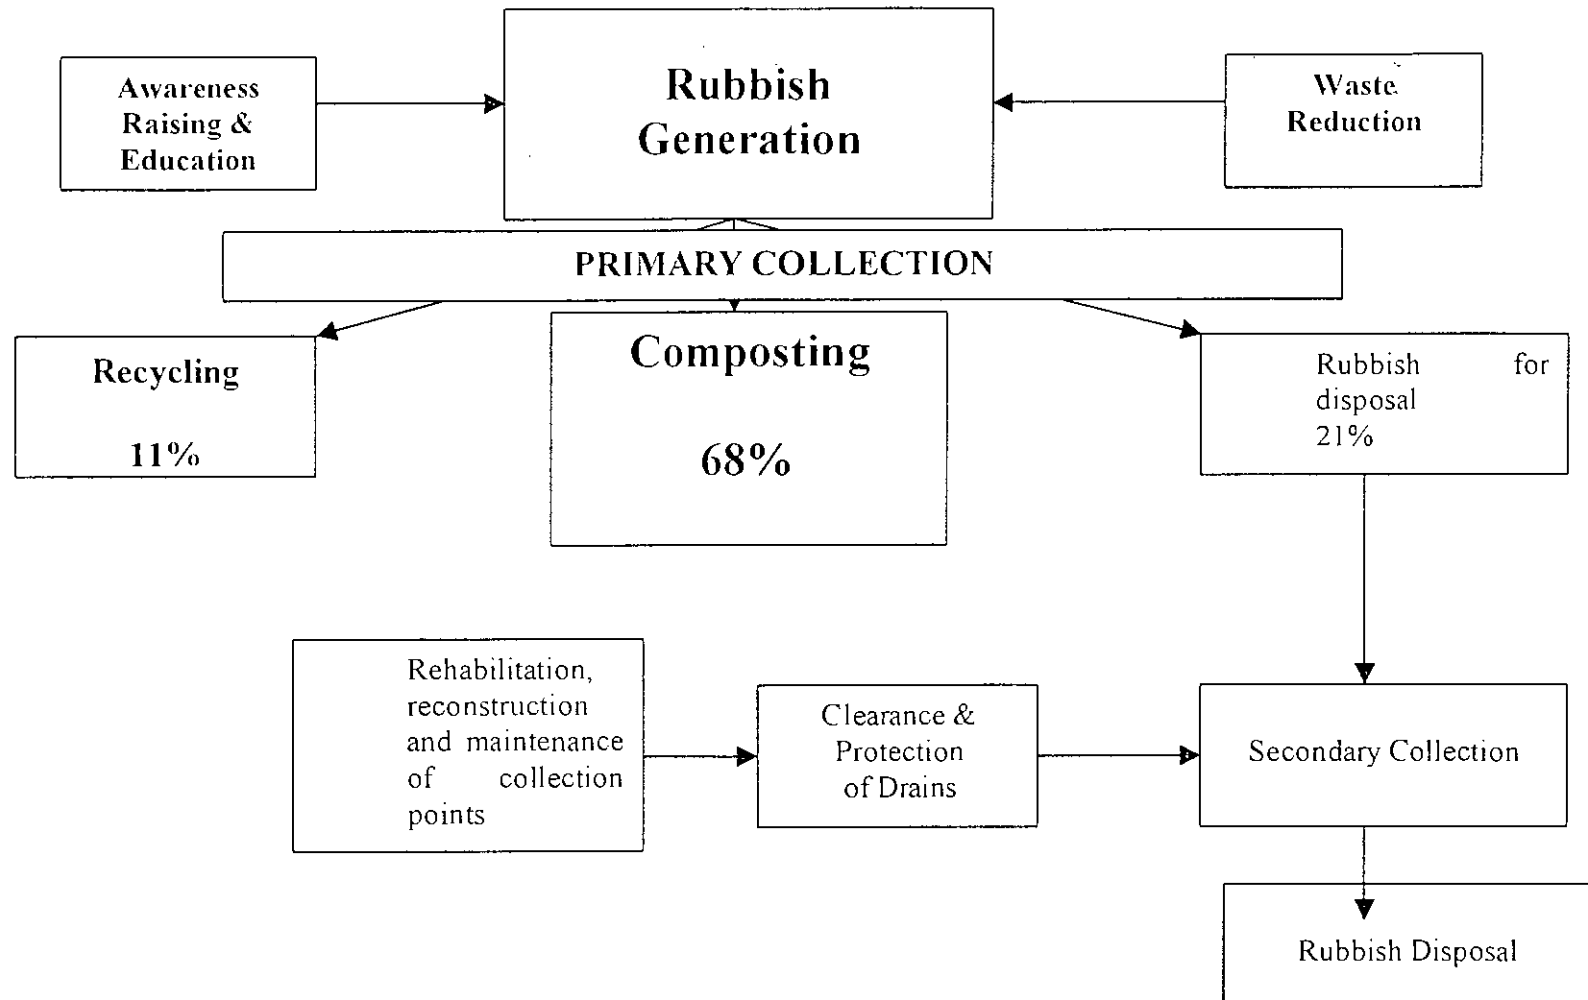 Awareness
Raising &
Education
Rubbish
Generation
Waste
Reduction
PRIMARY COLLECTION
Recycling
11%
Composting
68%
Rubbish for
disposal
21%
Rehabilitation,
reconstruction
and maintenance
of collection
points
Clearance &
Protection
of Drains
Secondary Collection
Rubbish Disposal